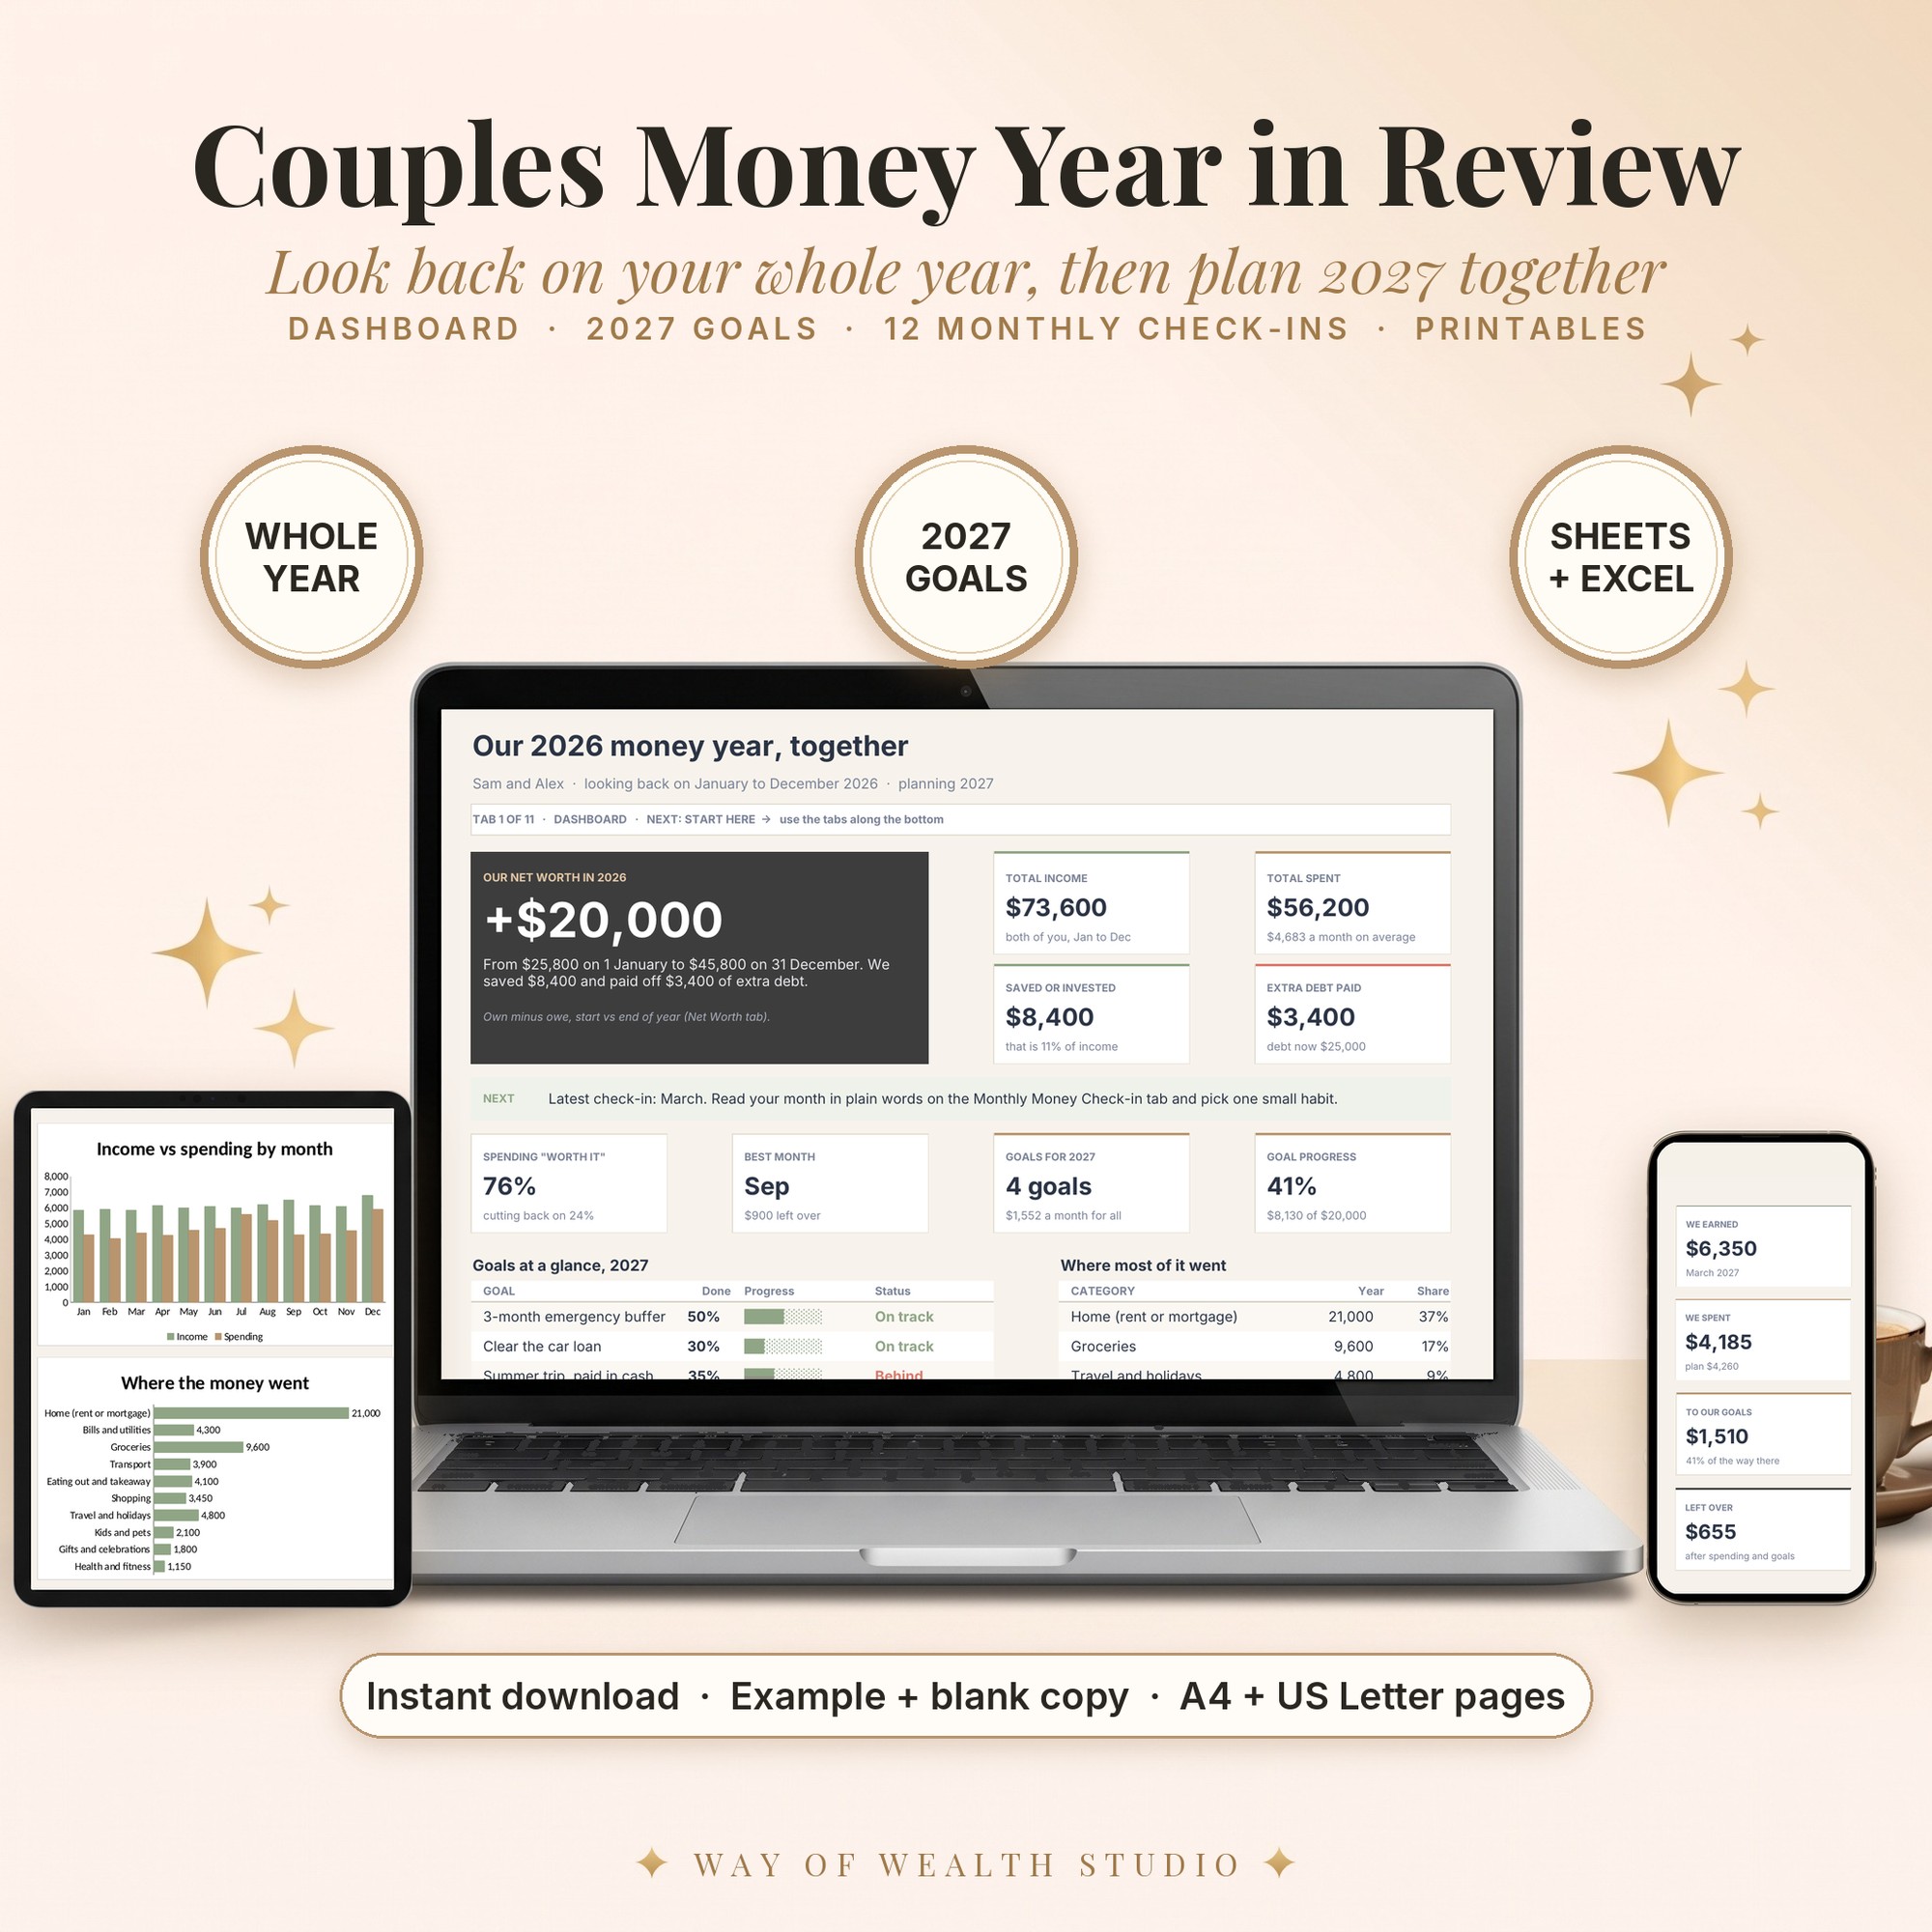 Couples Money Year in Review
Look back on your whole year, then plan 2027 together
DASHBOARD · 2027 GOALS · 12 MONTHLY CHECK-INS · PRINTABLES
WHOLE
YEAR
2027
GOALS
SHEETS
+ EXCEL
Our 2026 money year, together
Sam and Alex · looking back on January to December 2026 · planning 2027
TAB 1 OF 11 · DASHBOARD · NEXT: START HERE → use the tabs along the bottom
OUR NET WORTH IN 2026
+$20,000
From $25,800 on 1 January to $45,800 on 31 December. We
saved $8,400 and paid off $3,400 of extra debt.
Own minus owe, start vs end of year (Net Worth tab).
TOTAL INCOME
$73,600
both of you, Jan to Dec
TOTAL SPENT
$56,200
$4,683 a month on average
SAVED OR INVESTED
$8,400
that is 11% of income
EXTRA DEBT PAID
$3,400
debt now $25,000
NEXT Latest check-in: March. Read your month in plain words on the Monthly Money Check-in tab and pick one small habit.
SPENDING "WORTH IT"
76%
cutting back on 24%
BEST MONTH
Sep
$900 left over
GOALS FOR 2027
4 goals
$1,552 a month for all
GOAL PROGRESS
41%
$8,130 of $20,000
Goals at a glance, 2027
GOAL Done Progress Status
3-month emergency buffer 50% On track
Clear the car loan 30% On track
Summer trip, paid in cash 35% Behind
Where most of it went
CATEGORY Year Share
Home (rent or mortgage) 21,000 37%
Groceries 9,600 17%
Travel and holidays 4,800 9%
Income vs spending by month
8,000
7,000
6,000
5,000
4,000
3,000
2,000
1,000
0
Jan Feb Mar Apr May Jun Jul Aug Sep Oct Nov Dec
Income Spending
Where the money went
Home (rent or mortgage) 21,000
Bills and utilities 4,300
Groceries 9,600
Transport 3,900
Eating out and takeaway 4,100
Shopping 3,450
Travel and holidays 4,800
Kids and pets 2,100
Gifts and celebrations 1,800
Health and fitness 1,150
WE EARNED
$6,350
March 2027
WE SPENT
$4,185
plan $4,260
TO OUR GOALS
$1,510
41% of the way there
LEFT OVER
$655
after spending and goals
Instant download · Example + blank copy · A4 + US Letter pages
WAY OF WEALTH STUDIO